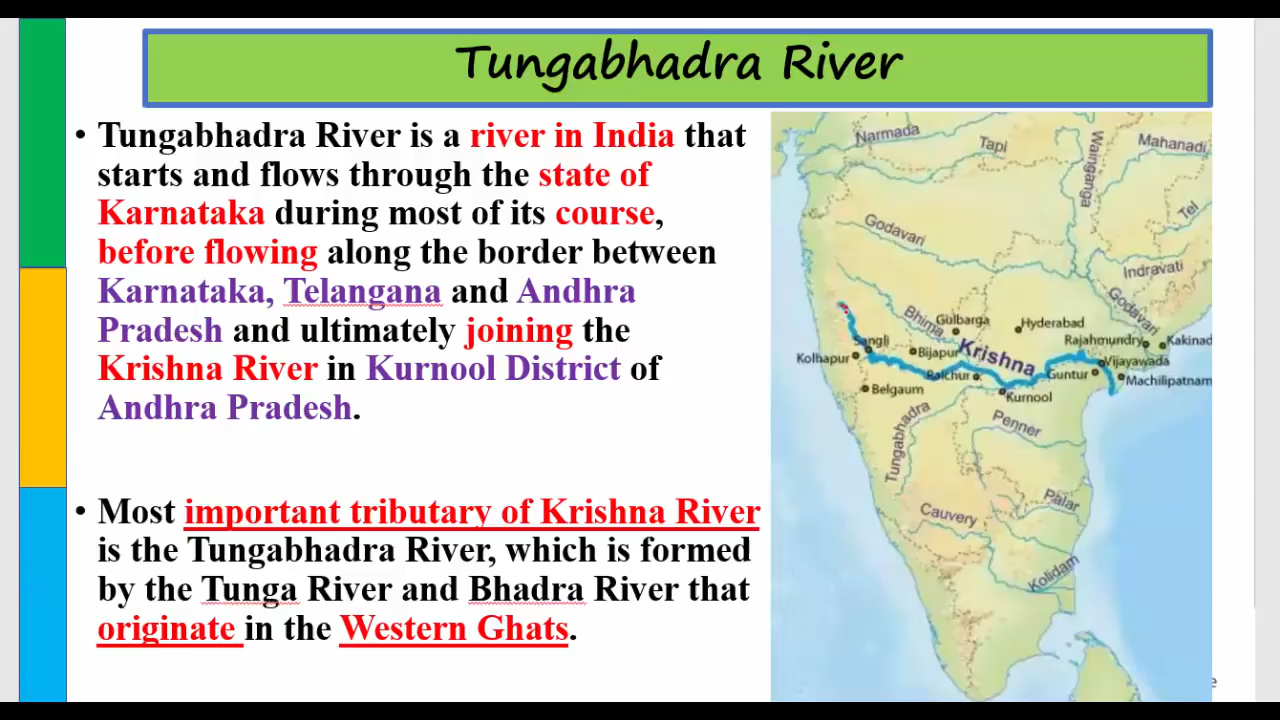 Tungabhadra River
• Tungabhadra River is a river in India that
starts and flows through the state of
Karnataka during most of its course,
before flowing along the border between
Karnataka, Telangana and Andhra
Pradesh and ultimately joining the
Krishna River in Kurnool District of
Andhra Pradesh.
• Most important tributary of Krishna River
is the Tungabhadra River, which is formed
by the Tunga River and Bhadra River that
originate in the Western Ghats.
Narmada
Tapi
Wainganga
Mahanadi
Tel
Godavari
Indravati
Godavari
Bhima
Gulbarga
Hyderabad
Rajahmundry
Kakinad
Sangli
Kolhapur
Bijapur
Krishna
Vijayawada
Raichur
Guntur
Machilipatnam
Belgaum
Kurnool
Tungabhadra
Penner
Palar
Cauvery
Kolidam
e